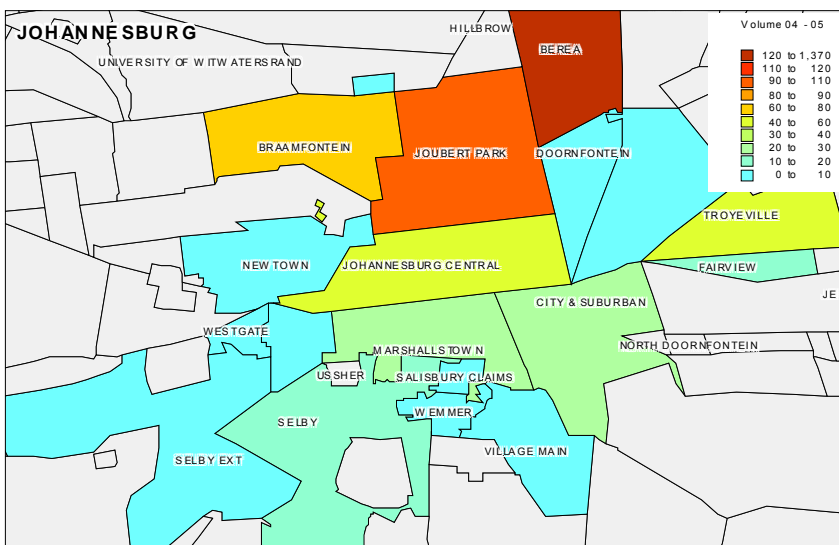 JOHANNESBURG
HILLBROW
BEREA
UNIVERSITY OF WITWATERSRAND
Volume 04 - 05
120 to 1,370
110 to 120
90 to 110
80 to 90
60 to 80
40 to 60
30 to 40
20 to 30
10 to 20
0 to 10
BRAAMFONTEIN
JOUBERT PARK
DOORNFONTEIN
TROYEVILLE
NEWTOWN
JOHANNESBURG CENTRAL
FAIRVIEW
JE
CITY & SUBURBAN
WESTGATE
NORTH DOORNFONTEIN
MARSHALLSTOWN
USSHER
SALISBURY CLAIMS
WEMMER
SELBY
VILLAGE MAIN
SELBY EXT